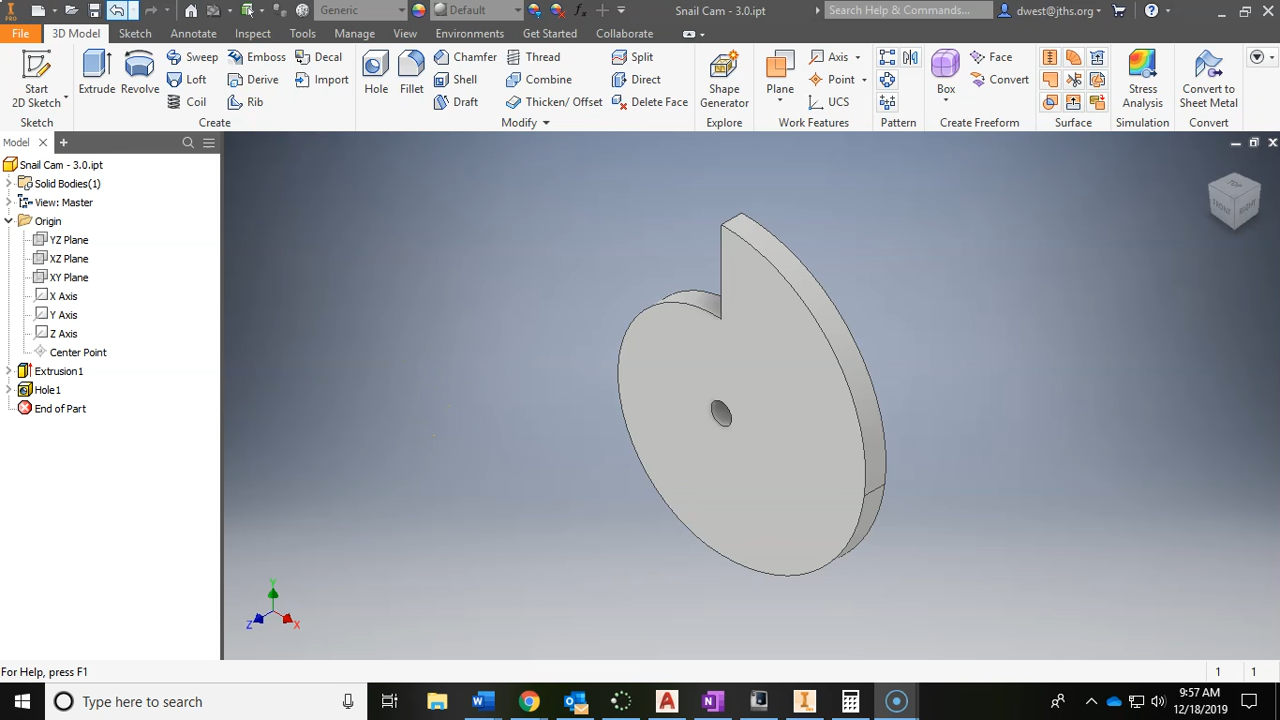 PRO Generic Default fx Snail Cam - 3.0.ipt Search Help & Commands... dwest@jths.org ?
File 3D Model Sketch Annotate Inspect Tools Manage View Environments Get Started Collaborate
Start 2D Sketch
Extrude
Revolve
Sweep
Loft
Coil
Emboss
Derive
Rib
Decal
Import
Hole
Fillet
Chamfer
Shell
Draft
Thread
Combine
Thicken/ Offset
Split
Direct
Delete Face
Shape Generator
Plane
Axis
Point
UCS
Box
Face
Convert
Stress Analysis
Convert to Sheet Metal
Sketch Create Modify Explore Work Features Pattern Create Freeform Surface Simulation Convert
Model
Snail Cam - 3.0.ipt
Solid Bodies(1)
View: Master
Origin
YZ Plane
XZ Plane
XY Plane
X Axis
Y Axis
Z Axis
Center Point
Extrusion1
Hole1
End of Part
TOP
FRONT RIGHT
Y
Z X
For Help, press F1 1 1
Type here to search
9:57 AM
12/18/2019